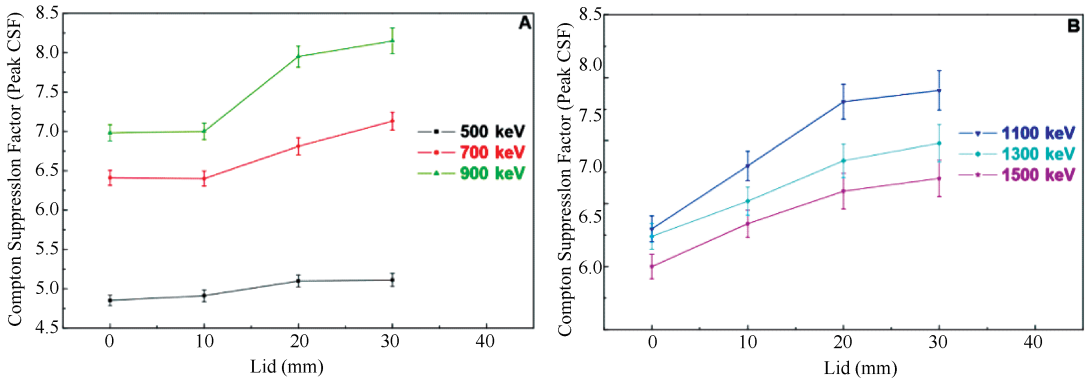 A
Compton Suppression Factor (Peak CSF)
8.5
8.0
7.5
7.0
6.5
6.0
5.5
5.0
4.5
500 keV
700 keV
900 keV
0 10 20 30 40
Lid (mm)
B
Compton Suppression Factor (Peak CSF)
8.5
8.0
7.5
7.0
6.5
6.0
1100 keV
1300 keV
1500 keV
0 10 20 30 40
Lid (mm)